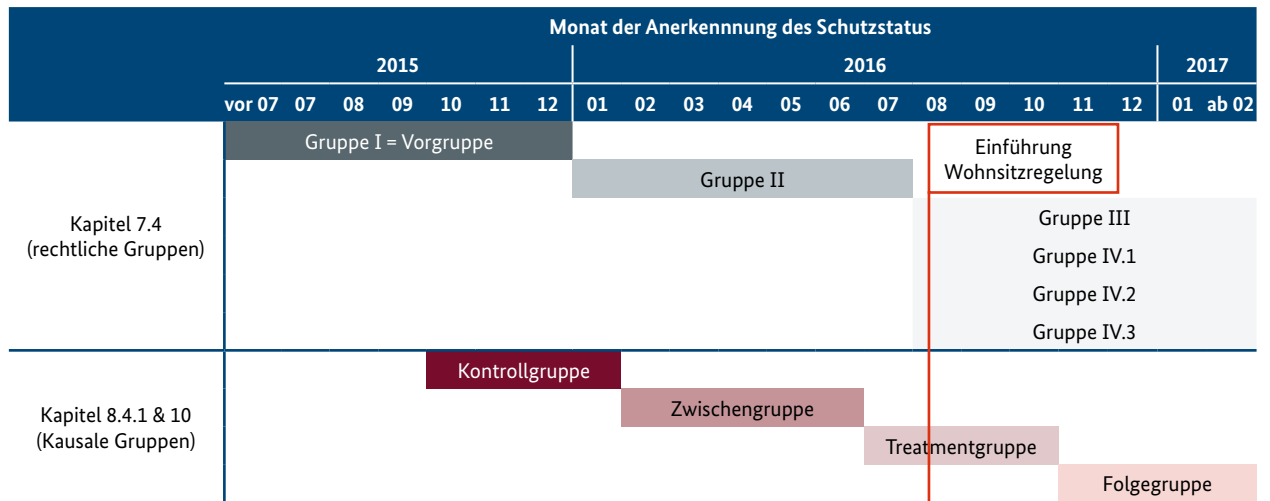 Monat der Anerkennnung des Schutzstatus
2015 2016 2017
vor 07 07 08 09 10 11 12 01 02 03 04 05 06 07 08 09 10 11 12 01 ab 02
Gruppe I = Vorgruppe
Einführung
Wohnsitzregelung
Gruppe II
Kapitel 7.4
(rechtliche Gruppen)
Gruppe III
Gruppe IV.1
Gruppe IV.2
Gruppe IV.3
Kapitel 8.4.1 & 10
(Kausale Gruppen)
Kontrollgruppe
Zwischengruppe
Treatmentgruppe
Folgegruppe